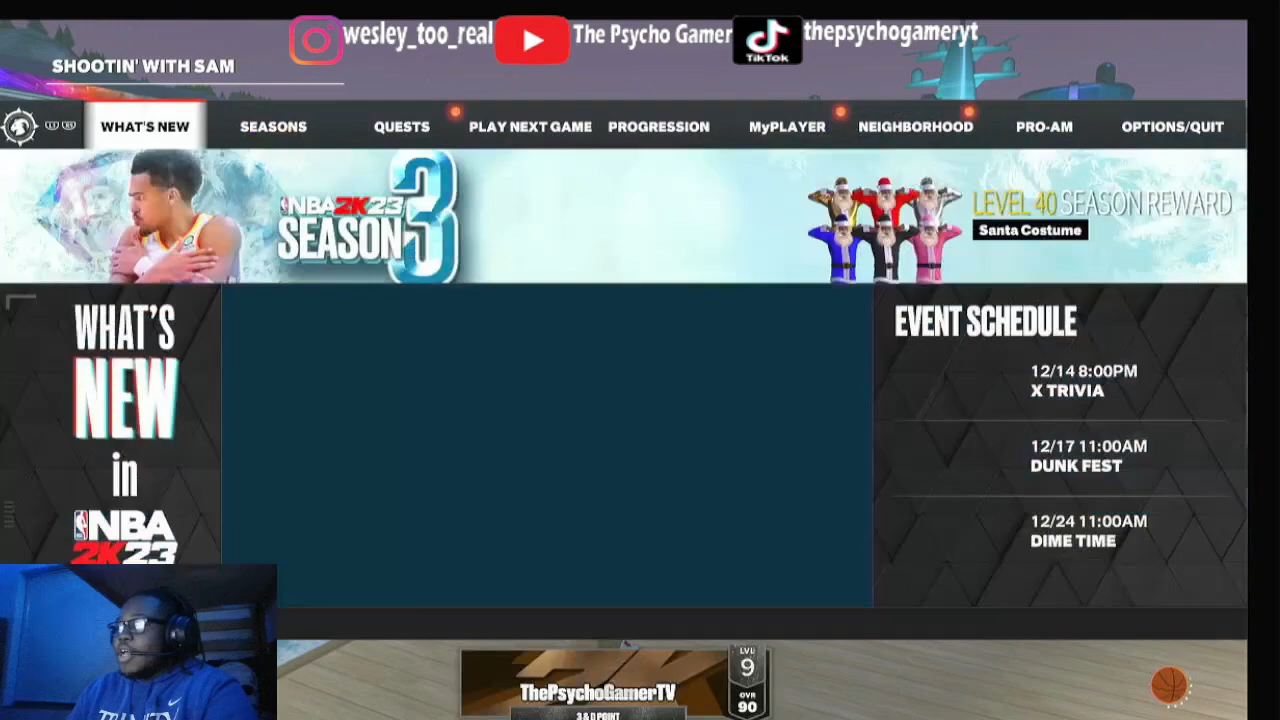 wesley_too_real
The Psycho Gamer
TikTok
thepsychogameryt
SHOOTIN' WITH SAM
WHAT'S NEW
SEASONS
QUESTS
PLAY NEXT GAME
PROGRESSION
MyPLAYER
NEIGHBORHOOD
PRO-AM
OPTIONS/QUIT
NBA2K23
SEASON 3
LEVEL 40 SEASON REWARD
Santa Costume
WHAT'S
NEW
in
NBA
2K23
EVENT SCHEDULE
12/14 8:00PM
X TRIVIA
12/17 11:00AM
DUNK FEST
12/24 11:00AM
DIME TIME
LVL
9
ThePsychoGamerTV
OVR
90
3 & D POINT